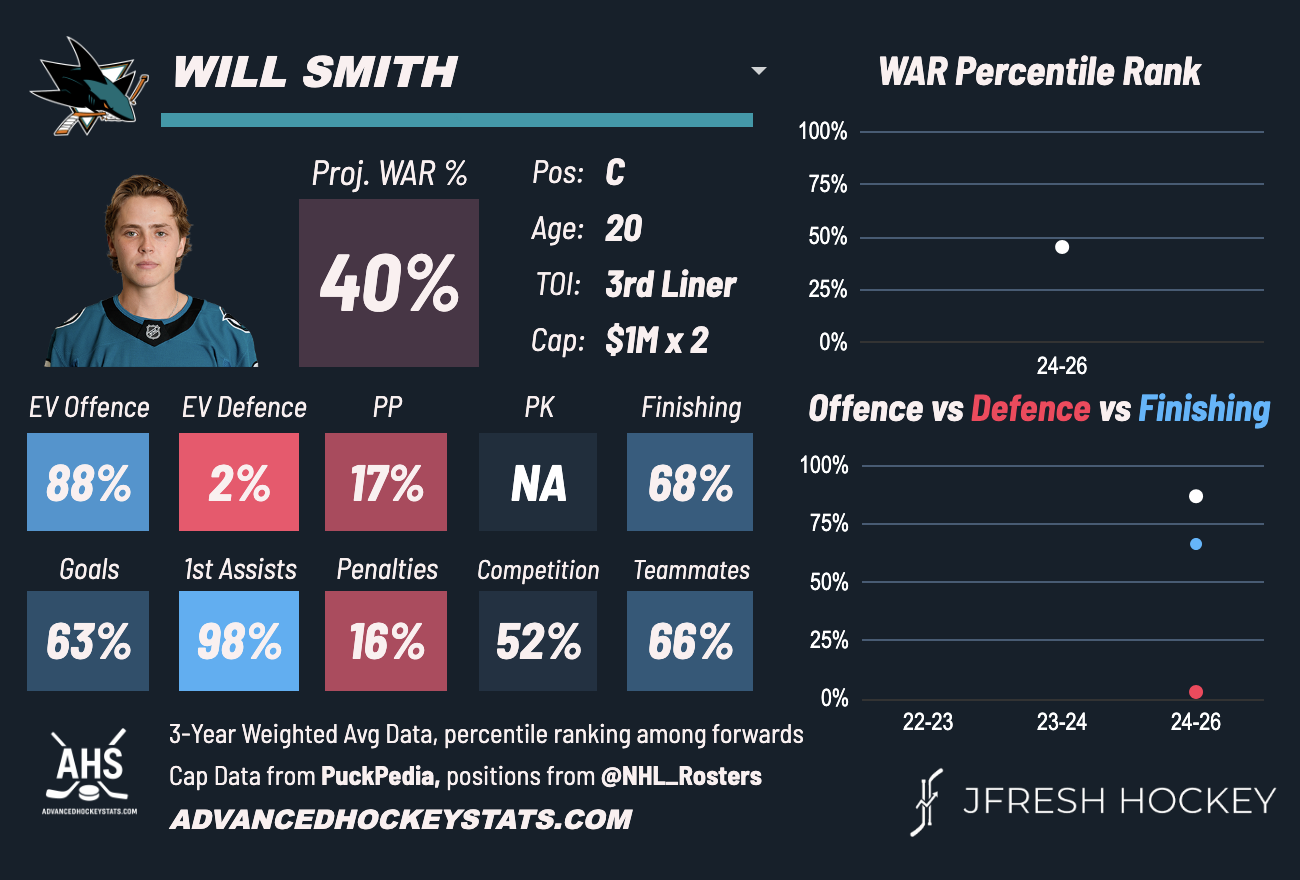 WILL SMITH
Proj. WAR %
40%
Pos: C
Age: 20
TOI: 3rd Liner
Cap: $1M x 2
EV Offence EV Defence PP PK Finishing
88% 2% 17% NA 68%
Goals 1st Assists Penalties Competition Teammates
63% 98% 16% 52% 66%
WAR Percentile Rank
100%
75%
50%
25%
0%
24-26
Offence vs Defence vs Finishing
100%
75%
50%
25%
0%
22-23 23-24 24-26
AHS
ADVANCEDHOCKEYSTATS.COM
3-Year Weighted Avg Data, percentile ranking among forwards
Cap Data from PuckPedia, positions from @NHL_Rosters
ADVANCEDHOCKEYSTATS.COM
JFRESH HOCKEY